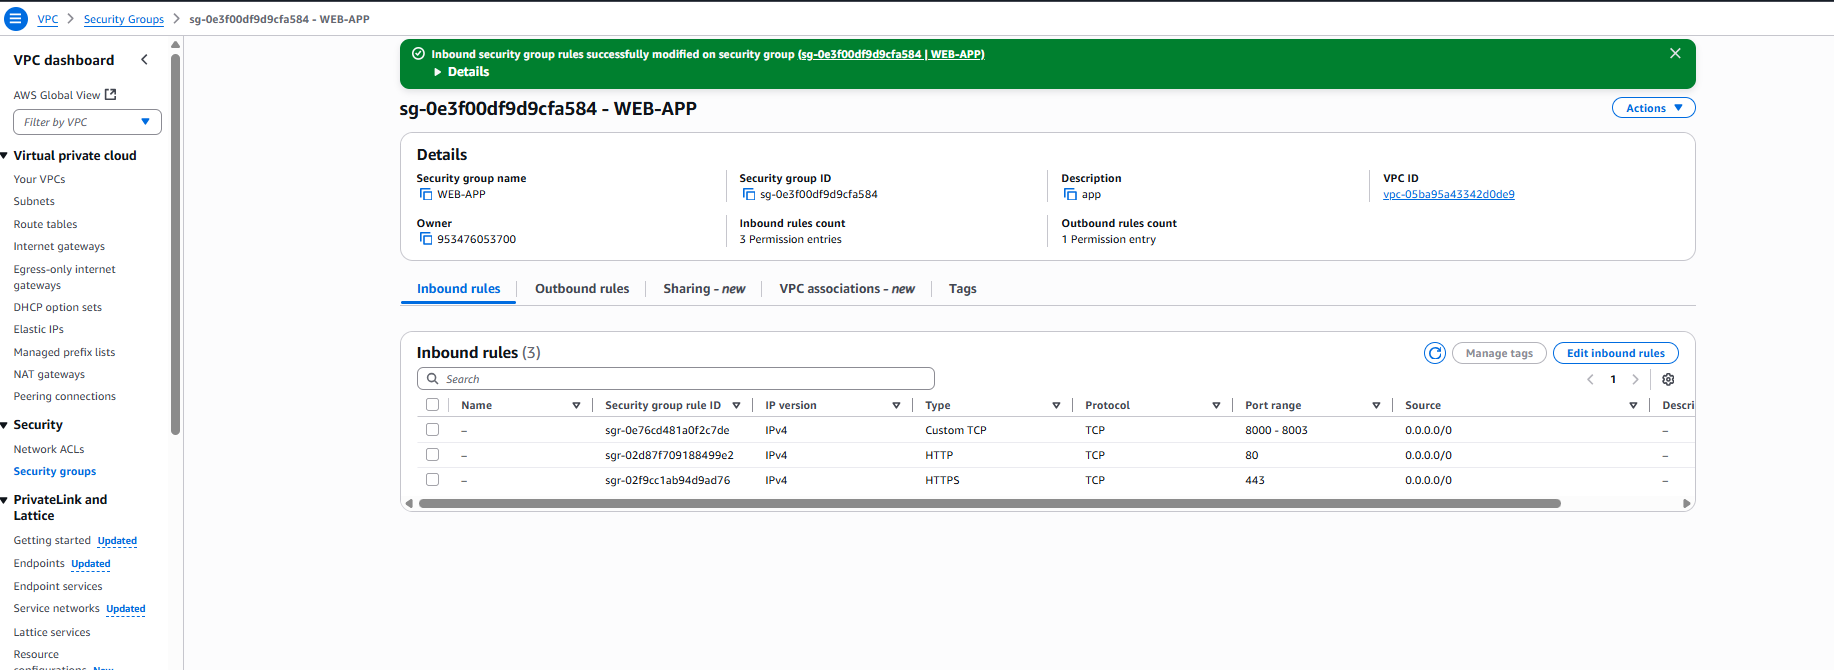 VPC > Security Groups > sg-0e3f00df9d9cfa584 - WEB-APP
VPC dashboard
AWS Global View
Filter by VPC
Virtual private cloud
Your VPCs
Subnets
Route tables
Internet gateways
Egress-only internet
gateways
DHCP option sets
Elastic IPs
Managed prefix lists
NAT gateways
Peering connections
Security
Network ACLs
Security groups
PrivateLink and
Lattice
Getting started Updated
Endpoints Updated
Endpoint services
Service networks Updated
Lattice services
Resource
configurations New
Inbound security group rules successfully modified on security group (sg-0e3f00df9d9cfa584 | WEB-APP)
Details
sg-0e3f00df9d9cfa584 - WEB-APP
Actions
Details
Security group name
WEB-APP
Security group ID
sg-0e3f00df9d9cfa584
Description
app
VPC ID
vpc-05ba95a43342d0de9
Owner
953476053700
Inbound rules count
3 Permission entries
Outbound rules count
1 Permission entry
Inbound rules Outbound rules Sharing - new VPC associations - new Tags
Inbound rules (3)
Manage tags
Edit inbound rules
Search
1
Name Security group rule ID IP version Type Protocol Port range Source Descri
– sgr-0e76cd481a0f2c7de IPv4 Custom TCP TCP 8000 - 8003 0.0.0.0/0 –
– sgr-02d87f709188499e2 IPv4 HTTP TCP 80 0.0.0.0/0 –
– sgr-02f9cc1ab94d9ad76 IPv4 HTTPS TCP 443 0.0.0.0/0 –